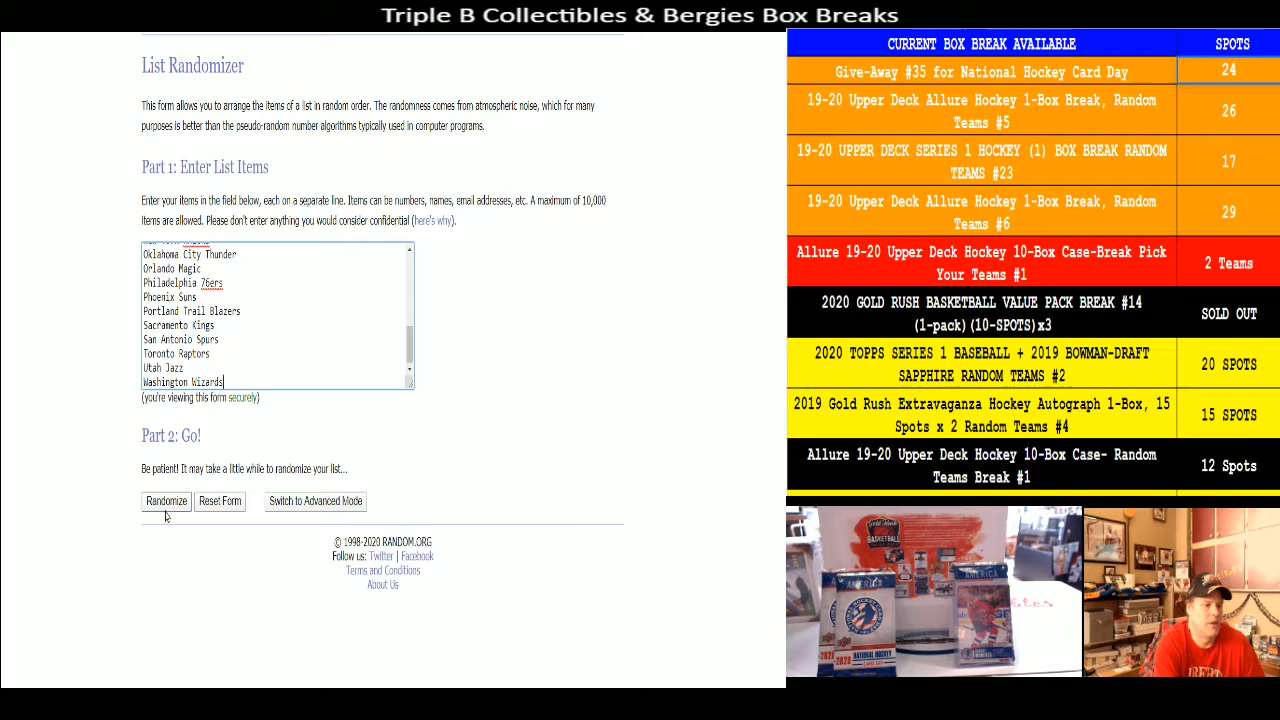 Triple B Collectibles & Bergies Box Breaks
List Randomizer
This form allows you to arrange the items of a list in random order. The randomness comes from atmospheric noise, which for many
purposes is better than the pseudo-random number algorithms typically used in computer programs.
Part 1: Enter List Items
Enter your items in the field below, each on a separate line. Items can be numbers, names, email addresses, etc. A maximum of 10,000
items are allowed. Please don't enter anything you would consider confidential (here's why).
Oklahoma City Thunder
Orlando Magic
Philadelphia 76ers
Phoenix Suns
Portland Trail Blazers
Sacramento Kings
San Antonio Spurs
Toronto Raptors
Utah Jazz
Washington Wizards
(you're viewing this form securely)
Part 2: Go!
Be patient! It may take a little while to randomize your list...
Randomize Reset Form Switch to Advanced Mode
© 1998-2020 RANDOM.ORG
Follow us: Twitter | Facebook
Terms and Conditions
About Us
CURRENT BOX BREAK AVAILABLE SPOTS
Give-Away #35 for National Hockey Card Day 24
19-20 Upper Deck Allure Hockey 1-Box Break, Random
Teams #5 26
19-20 UPPER DECK SERIES 1 HOCKEY (1) BOX BREAK RANDOM
TEAMS #23 17
19-20 Upper Deck Allure Hockey 1-Box Break, Random
Teams #6 29
Allure 19-20 Upper Deck Hockey 10-Box Case-Break Pick
Your Teams #1 2 Teams
2020 GOLD RUSH BASKETBALL VALUE PACK BREAK #14
(1-pack)(10-SPOTS)x3 SOLD OUT
2020 TOPPS SERIES 1 BASEBALL + 2019 BOWMAN-DRAFT
SAPPHIRE RANDOM TEAMS #2 20 SPOTS
2019 Gold Rush Extravaganza Hockey Autograph 1-Box, 15
Spots x 2 Random Teams #4 15 SPOTS
Allure 19-20 Upper Deck Hockey 10-Box Case- Random
Teams Break #1 12 Spots
Gold Rush
BASKETBALL
AMERICA
AMERICA
NATIONAL HOCKEY